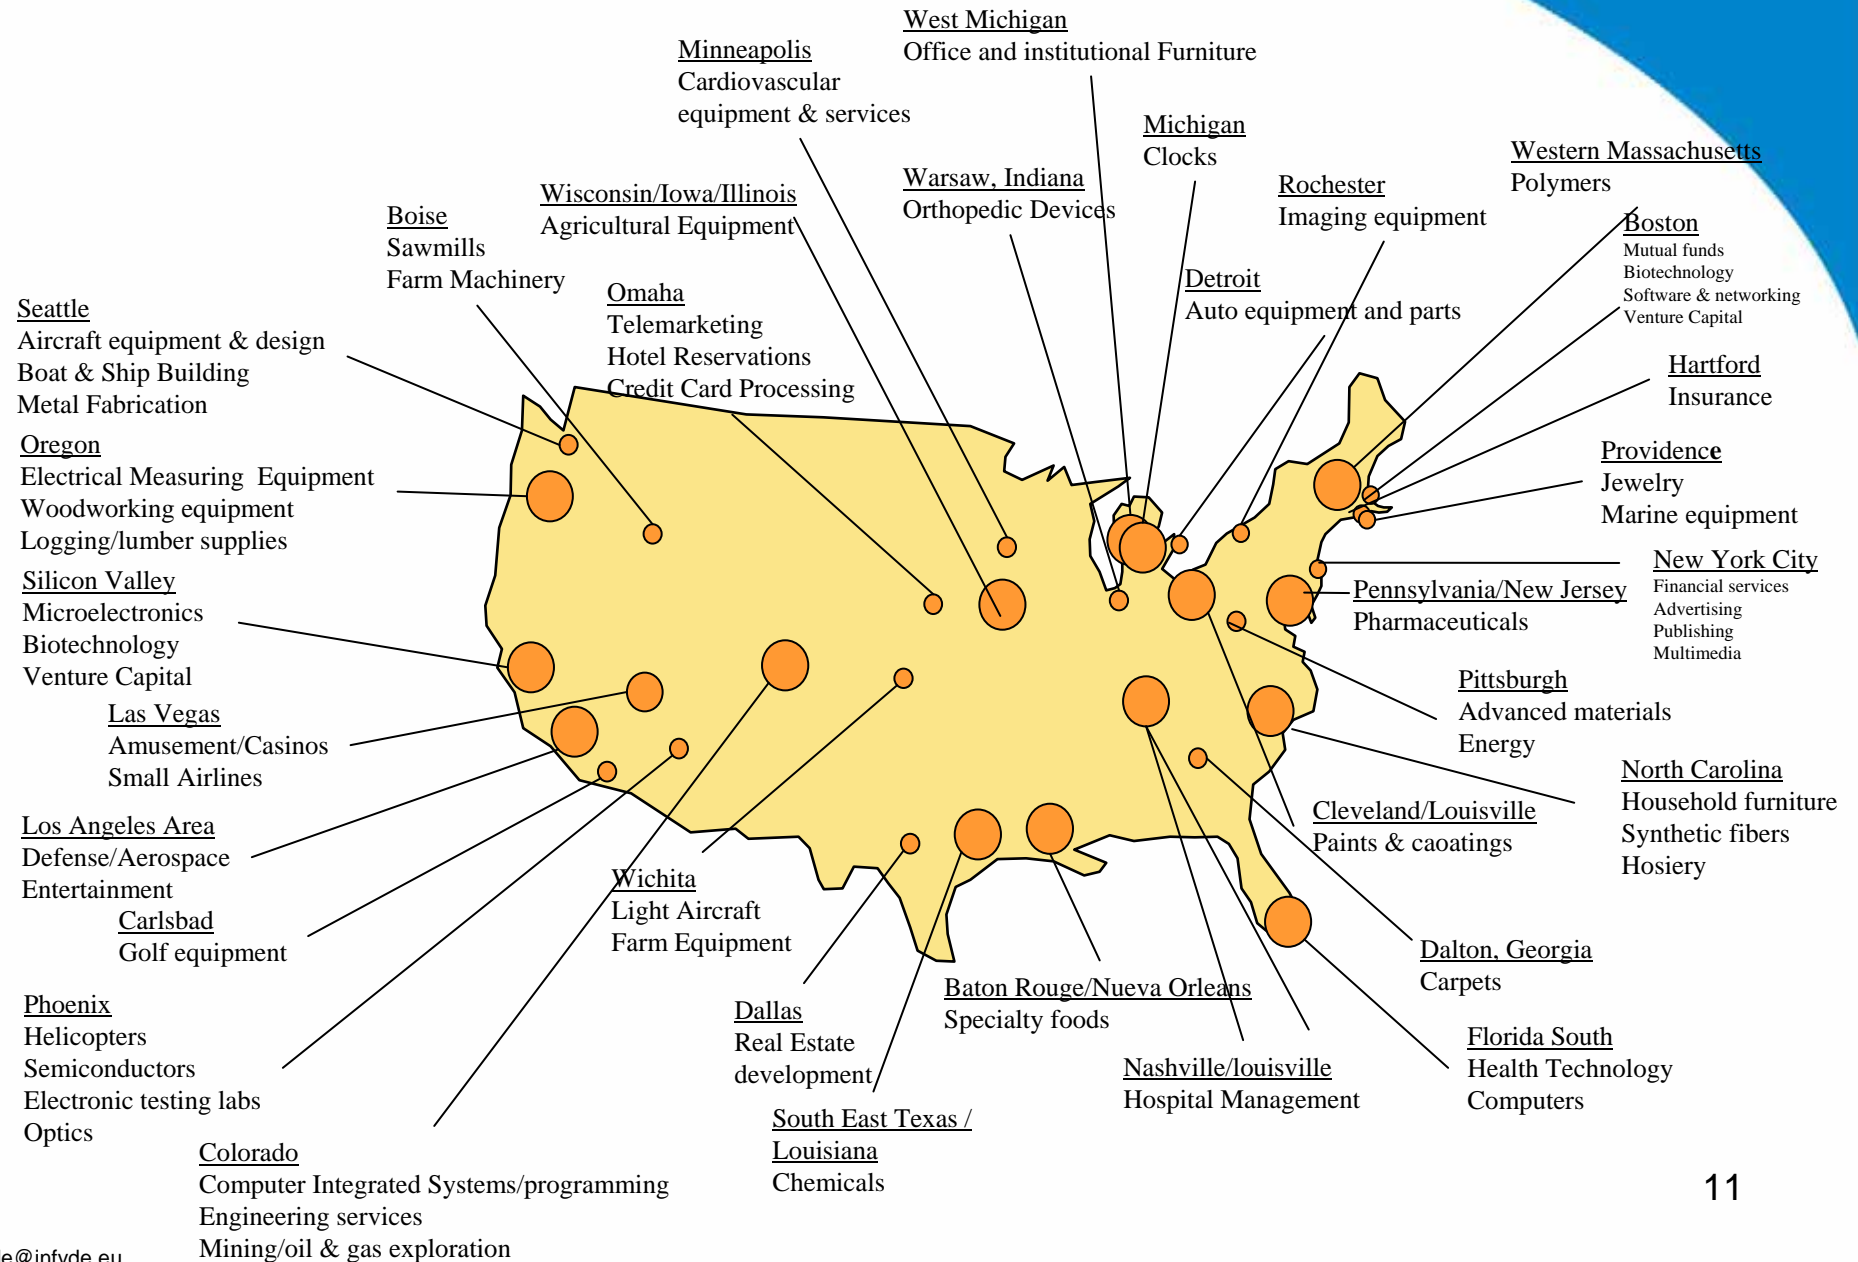 West Michigan
Office and institutional Furniture
Minneapolis
Cardiovascular
equipment & services
Michigan
Clocks
Western Massachusetts
Polymers
Warsaw, Indiana
Orthopedic Devices
Rochester
Imaging equipment
Wisconsin/Iowa/Illinois
Agricultural Equipment
Boise
Sawmills
Farm Machinery
Boston
Mutual funds
Biotechnology
Software & networking
Venture Capital
Detroit
Auto equipment and parts
Omaha
Telemarketing
Hotel Reservations
Credit Card Processing
Seattle
Aircraft equipment & design
Boat & Ship Building
Metal Fabrication
Hartford
Insurance
Oregon
Electrical Measuring Equipment
Woodworking equipment
Logging/lumber supplies
Providence
Jewelry
Marine equipment
Silicon Valley
Microelectronics
Biotechnology
Venture Capital
New York City
Financial services
Advertising
Publishing
Multimedia
Pennsylvania/New Jersey
Pharmaceuticals
Pittsburgh
Advanced materials
Energy
Las Vegas
Amusement/Casinos
Small Airlines
North Carolina
Household furniture
Synthetic fibers
Hosiery
Cleveland/Louisville
Paints & caoatings
Los Angeles Area
Defense/Aerospace
Entertainment
Wichita
Light Aircraft
Farm Equipment
Carlsbad
Golf equipment
Dalton, Georgia
Carpets
Baton Rouge/Nueva Orleans
Specialty foods
Phoenix
Helicopters
Semiconductors
Electronic testing labs
Optics
Dallas
Real Estate
development
Florida South
Health Technology
Computers
Nashville/louisville
Hospital Management
South East Texas /
Louisiana
Chemicals
Colorado
Computer Integrated Systems/programming
Engineering services
Mining/oil & gas exploration
11
e@infyde.eu